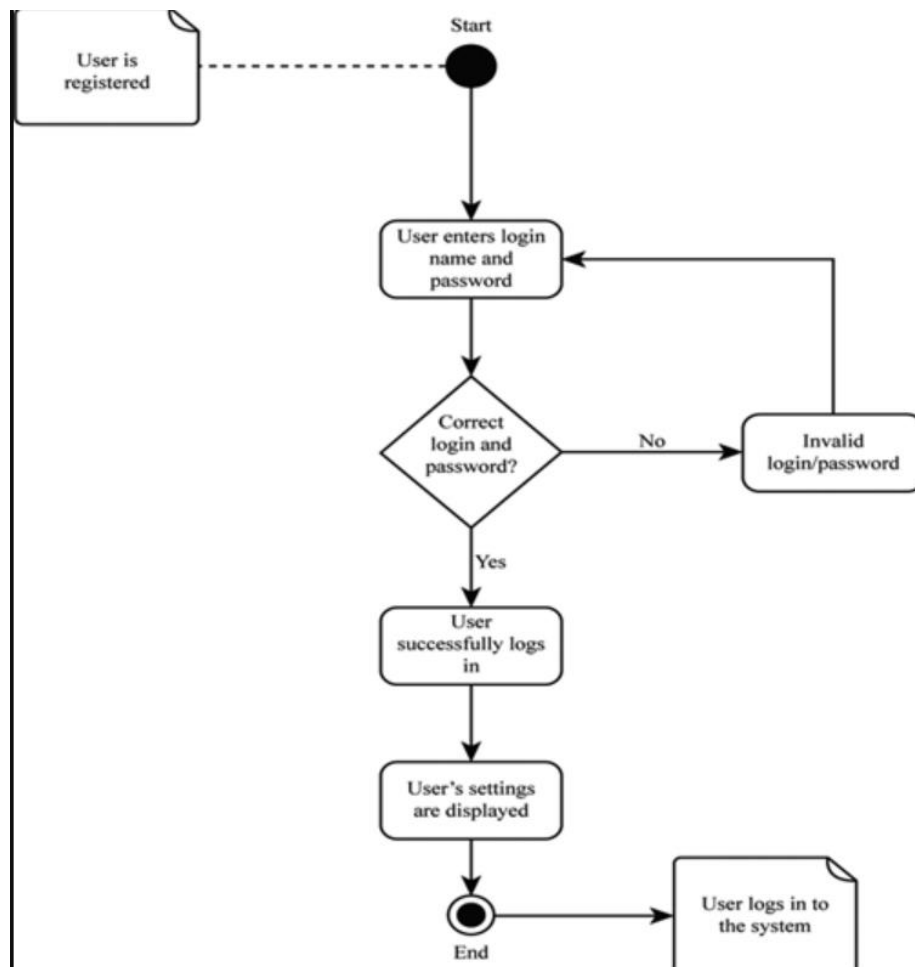 Start
User is
registered
User enters login
name and
password
Correct
login and
password?
No
Invalid
login/password
Yes
User
successfully logs
in
User's settings
are displayed
User logs in to
the system
End